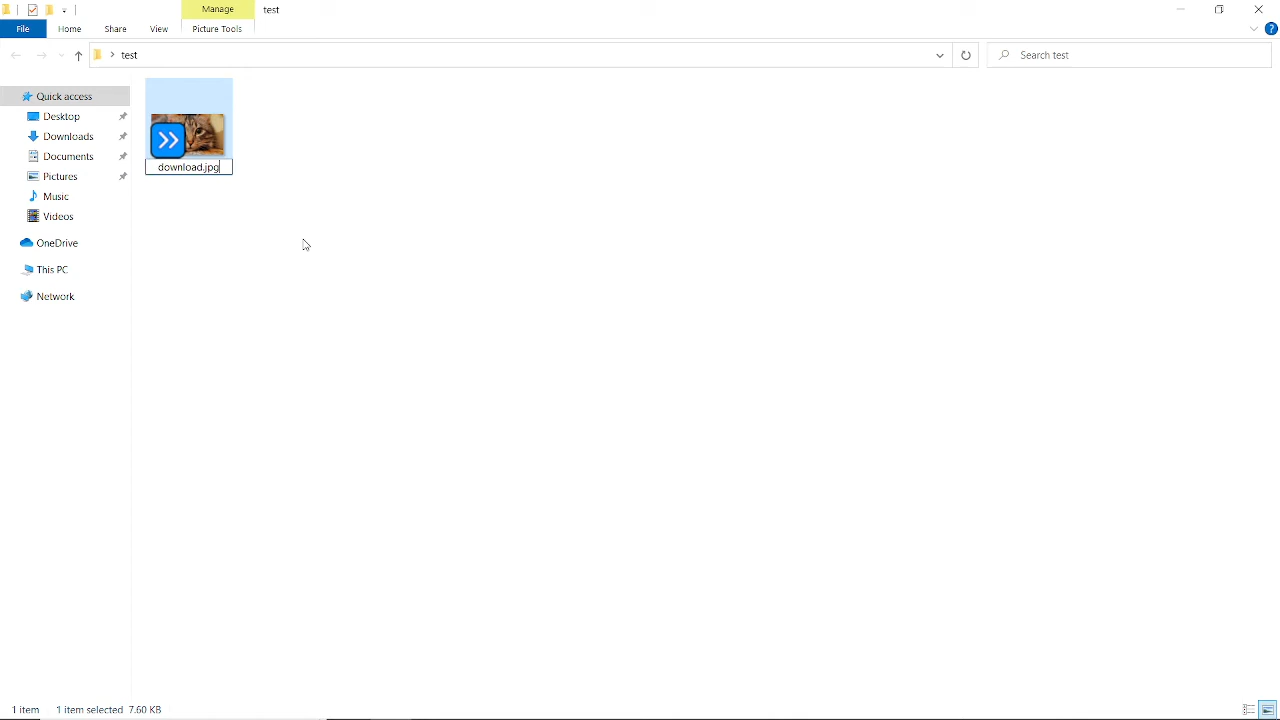 Manage
test
File
Home
Share
View
Picture Tools
test
Search test
Quick access
Desktop
Downloads
Documents
Pictures
Music
Videos
OneDrive
This PC
Network
download.jpg
1 item
1 item selected 7.60 KB